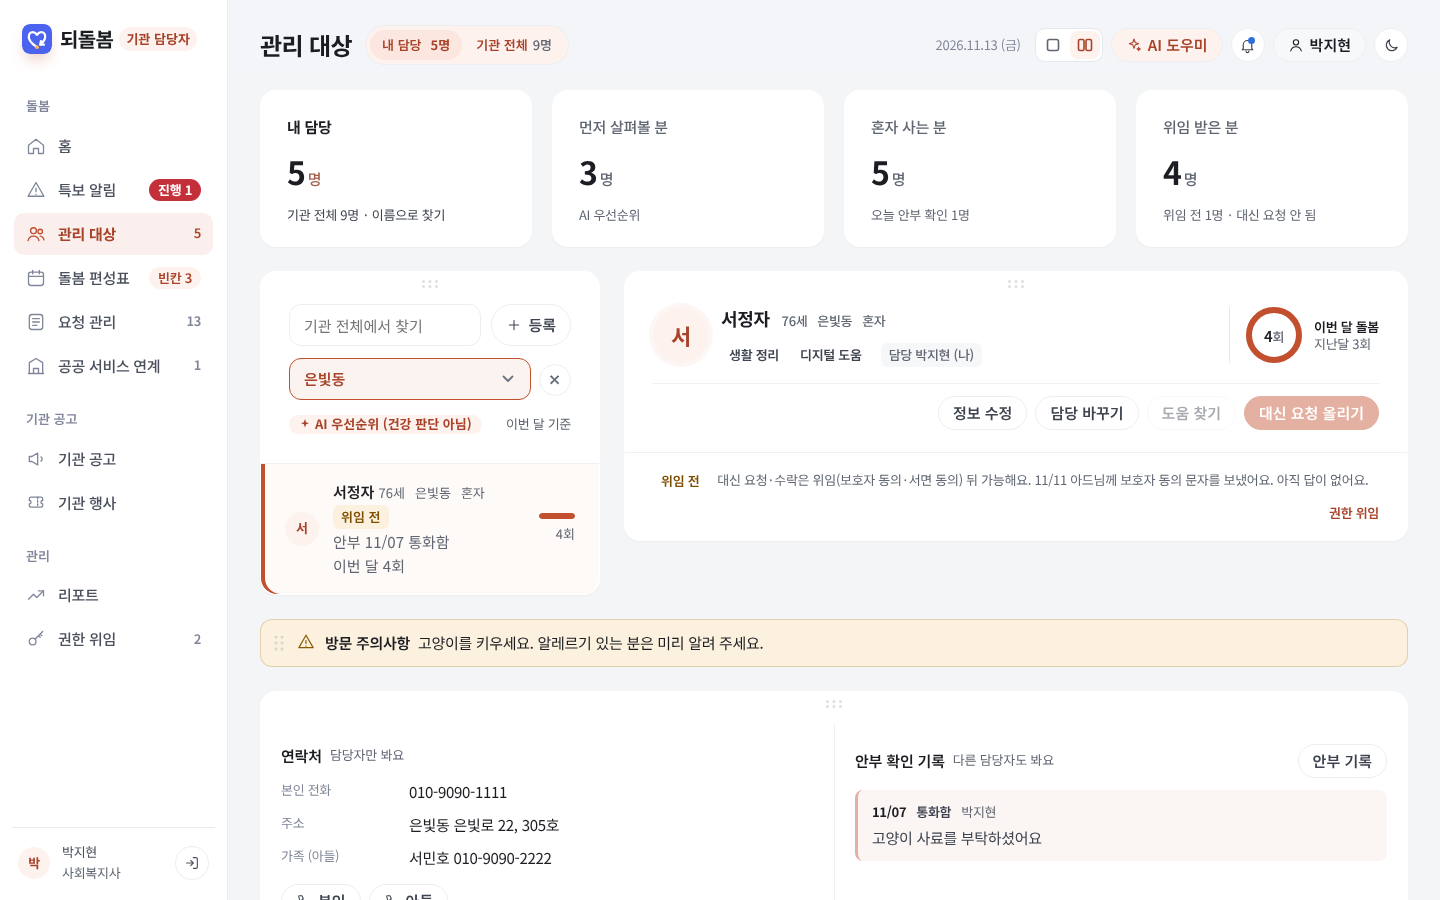 되돌봄 기관 담당자
돌봄
홈
특보 알림 진행 1
관리 대상 5
돌봄 편성표 빈칸 3
요청 관리 13
공공 서비스 연계 1
기관 공고
기관 공고
기관 행사
관리
리포트
권한 위임 2
박 박지현
사회복지사
관리 대상 내 담당 5명 기관 전체 9명
2026.11.13 (금) AI 도우미 박지현
내 담당
5명
기관 전체 9명 · 이름으로 찾기
먼저 살펴볼 분
3명
AI 우선순위
혼자 사는 분
5명
오늘 안부 확인 1명
위임 받은 분
4명
위임 전 1명 · 대신 요청 안 됨
기관 전체에서 찾기 + 등록
은빛동
AI 우선순위 (건강 판단 아님) 이번 달 기준
서 서정자 76세 은빛동 혼자
위임 전
안부 11/07 통화함
이번 달 4회
4회
서 서정자 76세 은빛동 혼자
생활 정리 디지털 도움 담당 박지현 (나)
4회 이번 달 돌봄
지난달 3회
정보 수정 담당 바꾸기 도움 찾기 대신 요청 올리기
위임 전 대신 요청·수락은 위임(보호자 동의·서면 동의) 뒤 가능해요. 11/11 아드님께 보호자 동의 문자를 보냈어요. 아직 답이 없어요.
권한 위임
방문 주의사항 고양이를 키우세요. 알레르기 있는 분은 미리 알려 주세요.
연락처 담당자만 봐요
본인 전화 010-9090-1111
주소 은빛동 은빛로 22, 305호
가족 (아들) 서민호 010-9090-2222
본인 아들
안부 확인 기록 다른 담당자도 봐요 안부 기록
11/07 통화함 박지현
고양이 사료를 부탁하셨어요